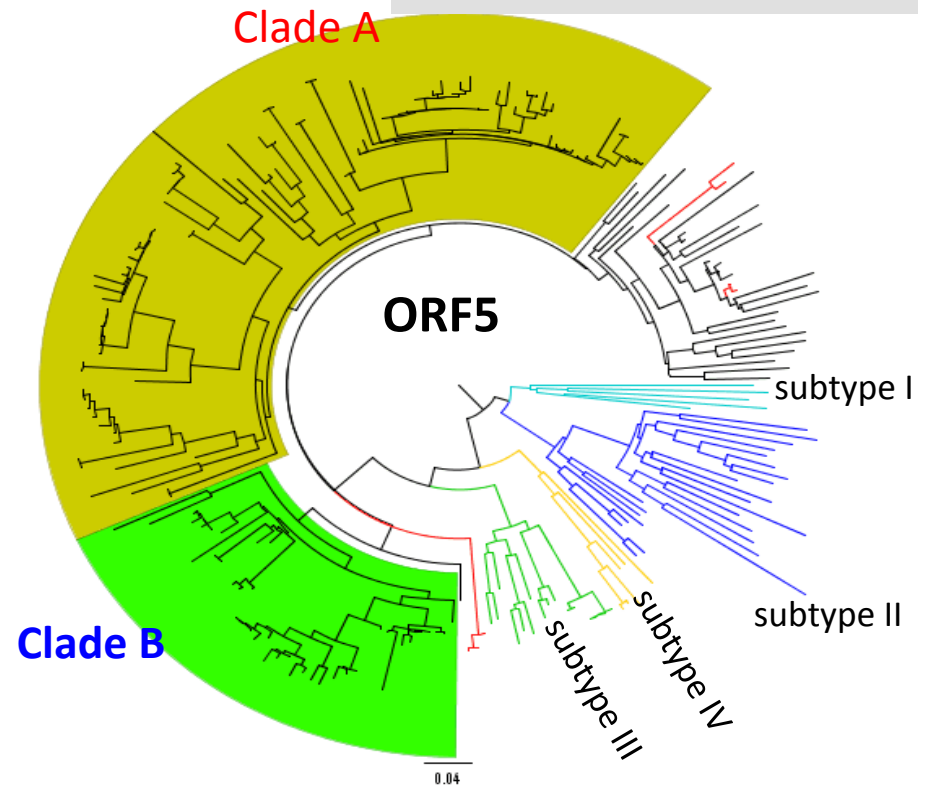 Clade A
ORF5
subtype I
subtype II
subtype IV
subtype III
Clade B
0.04